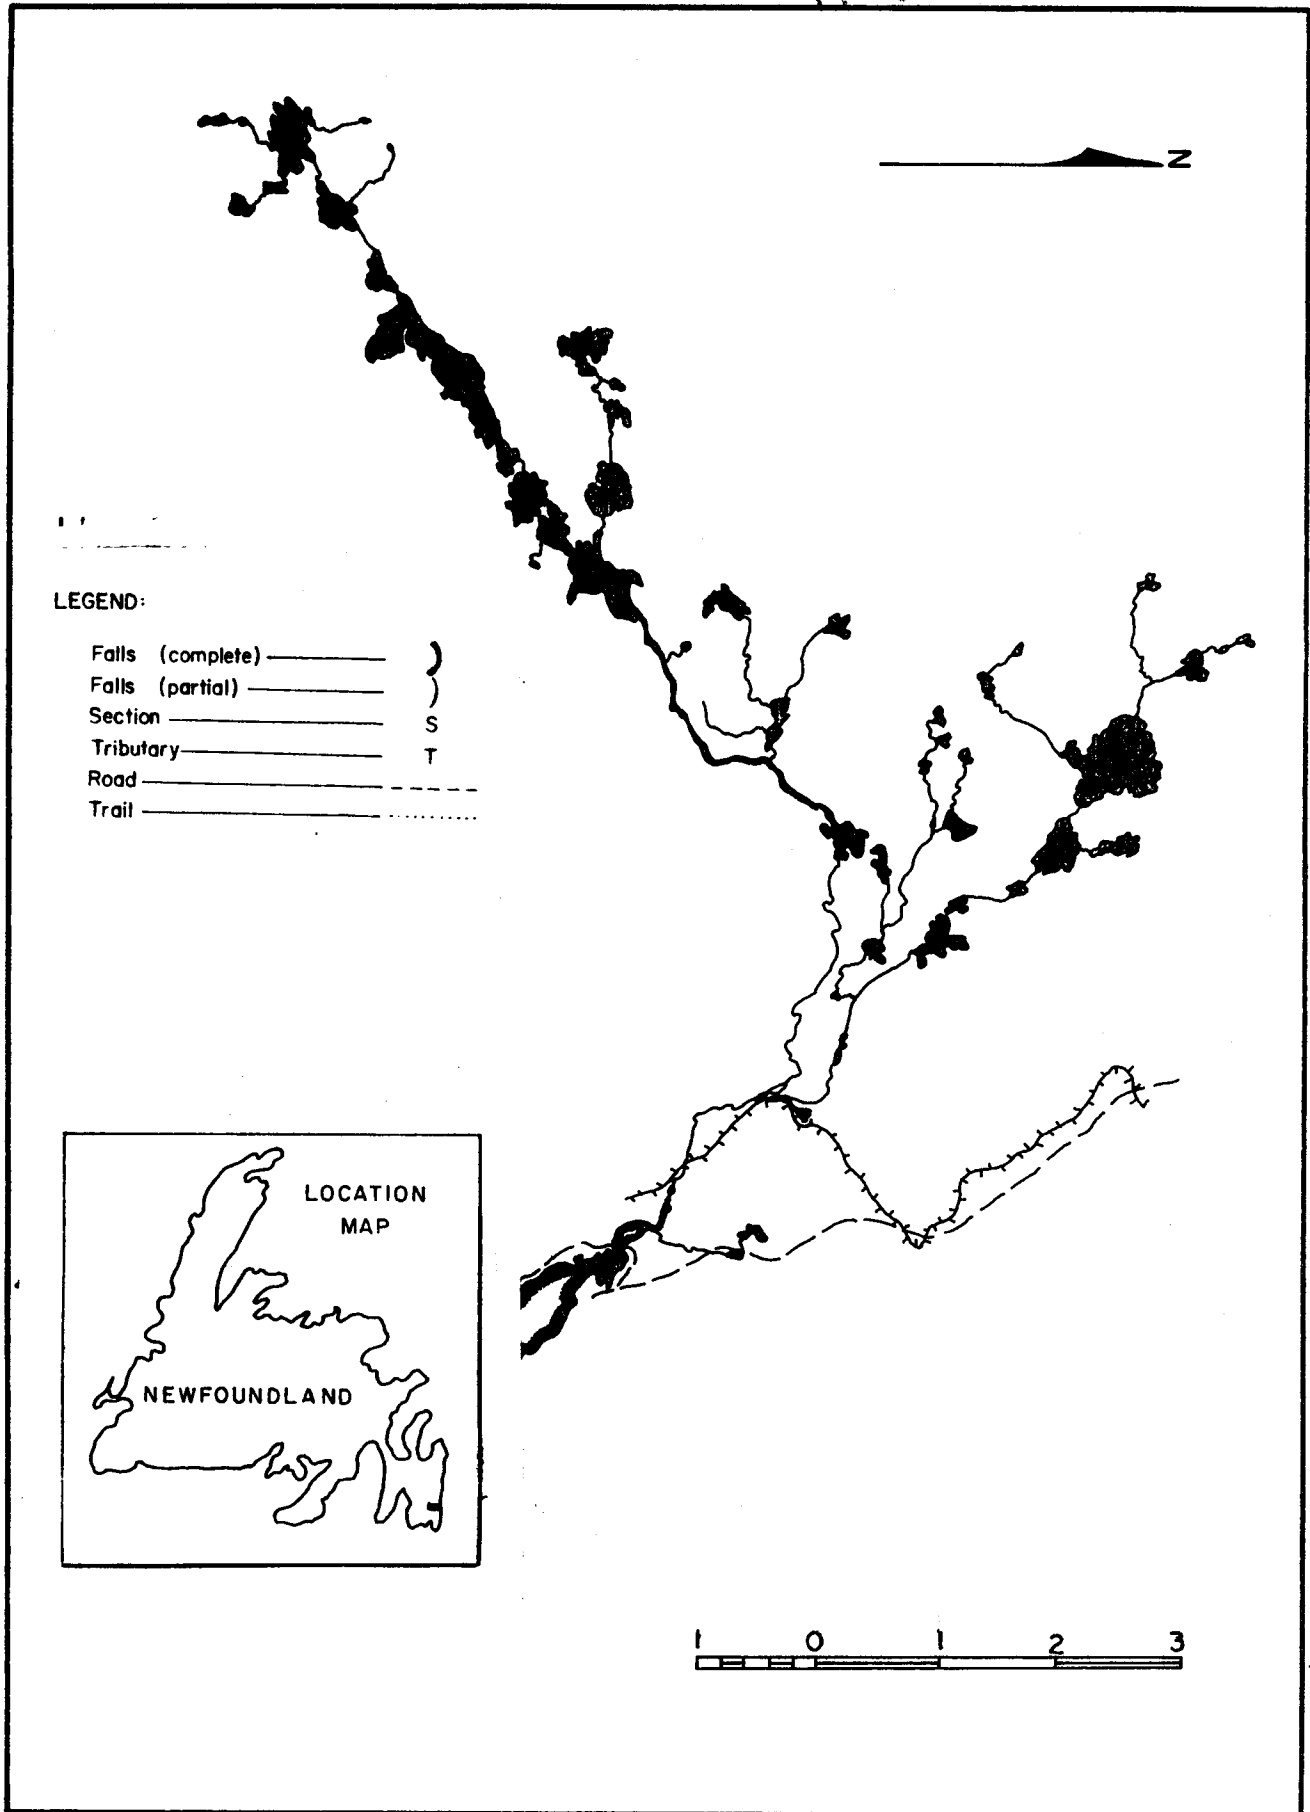 N
LEGEND:
Falls (complete)
Falls (partial)
Section S
Tributary T
Road
Trail
LOCATION
MAP
NEWFOUNDLAND
1 0 1 2 3